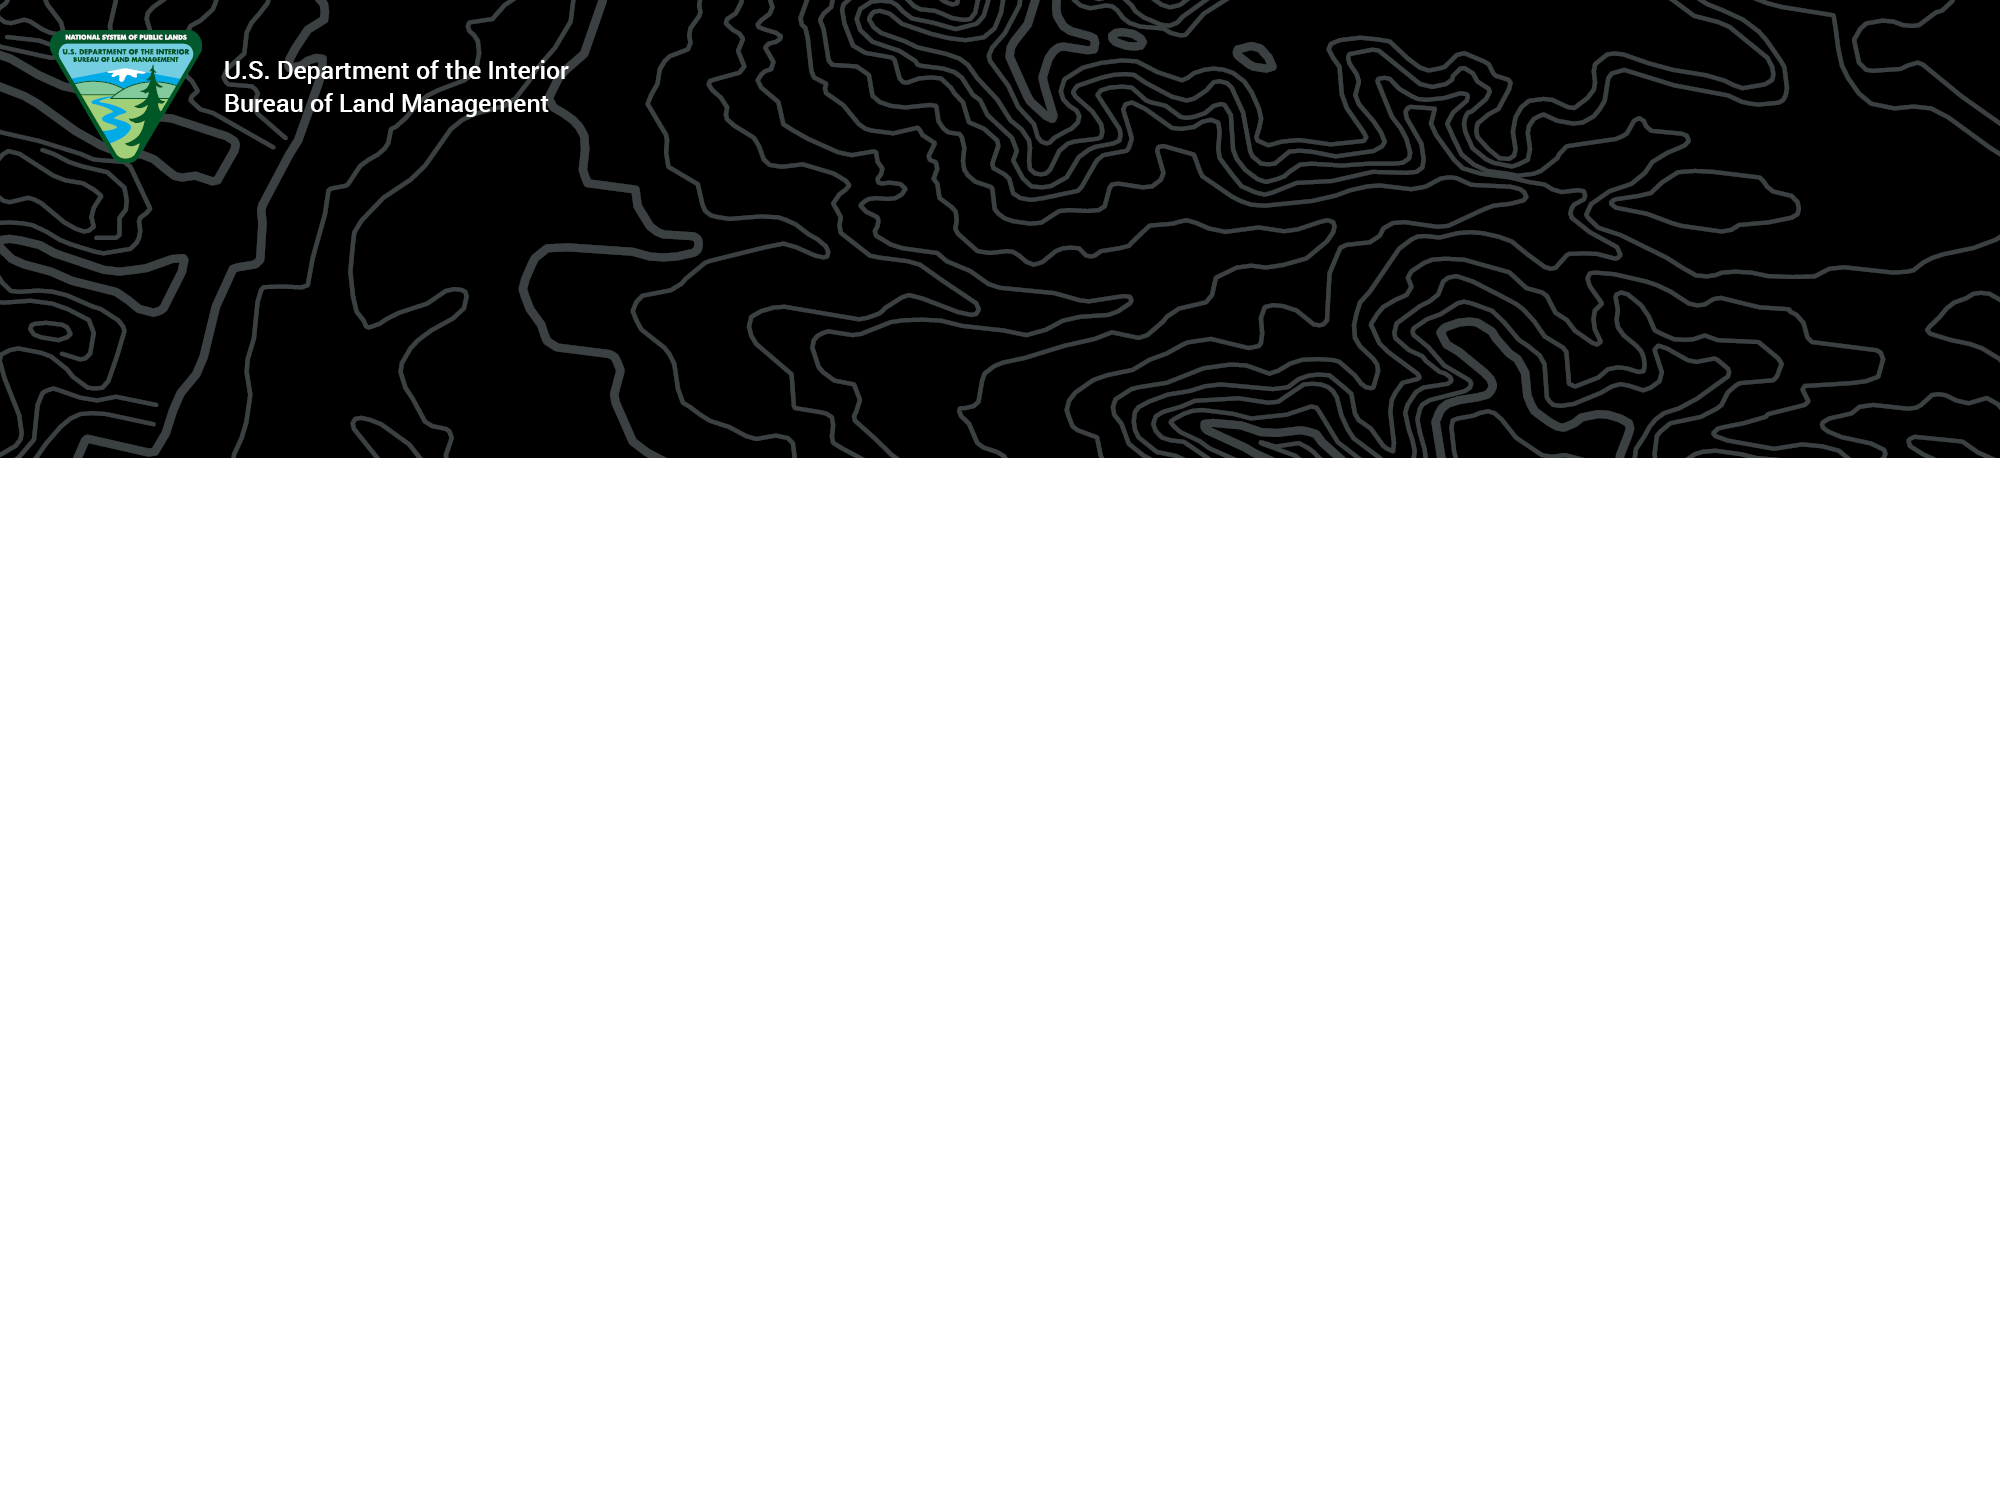 NATIONAL SYSTEM OF PUBLIC LANDS
U.S. DEPARTMENT OF THE INTERIOR
BUREAU OF LAND MANAGEMENT
U.S. Department of the Interior
Bureau of Land Management